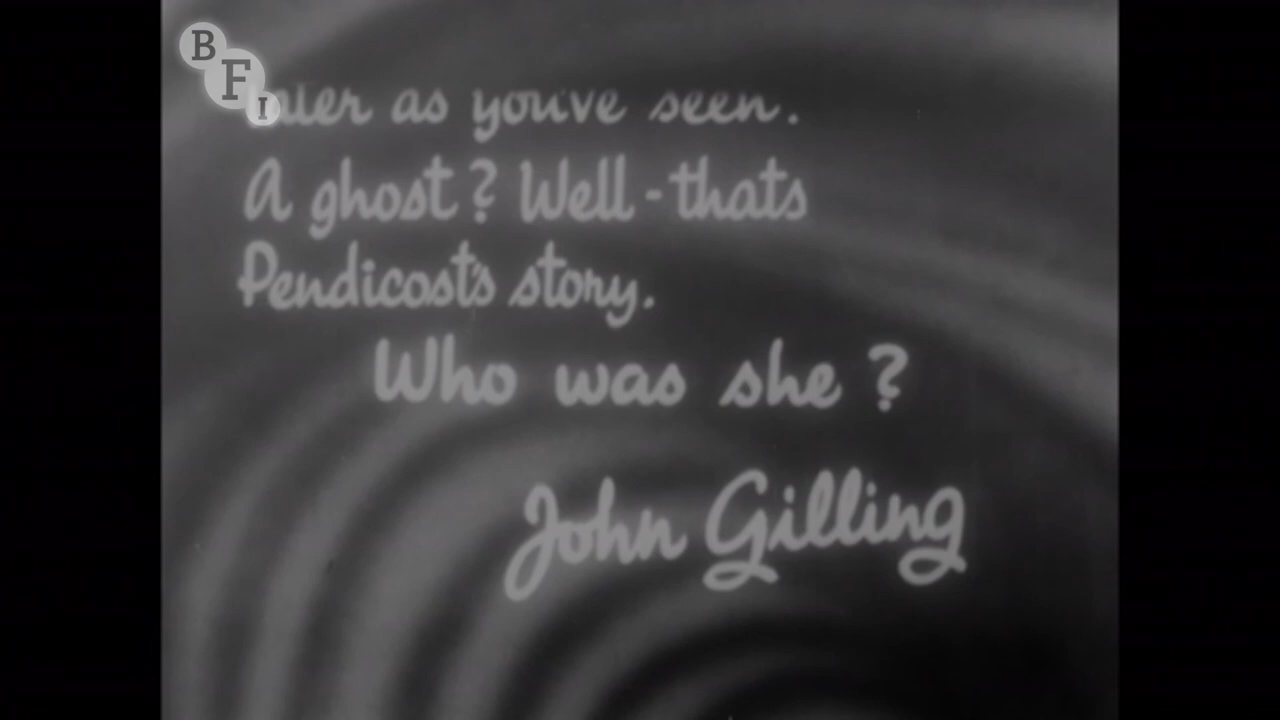 BFI
as you've seen.
A ghost? Well - thats
Pendicost's story.
Who was she ?
John Gilling